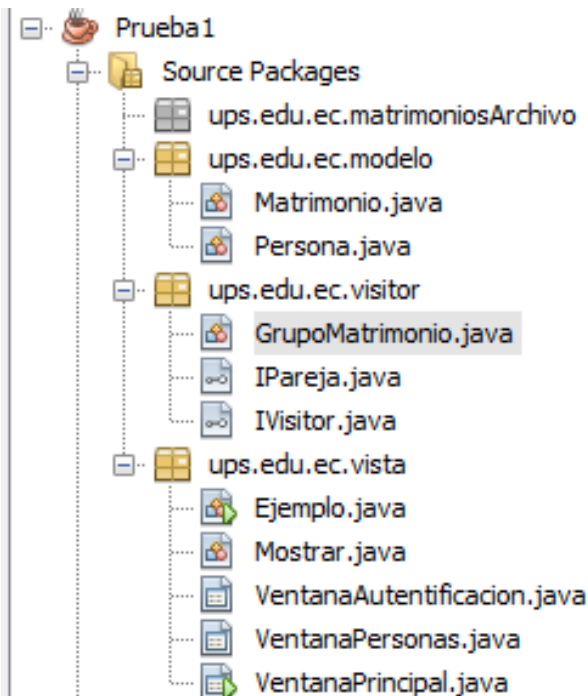 Prueba1
Source Packages
ups.edu.ec.matrimoniosArchivo
ups.edu.ec.modelo
Matrimonio.java
Persona.java
ups.edu.ec.visitor
GrupoMatrimonio.java
IPareja.java
IVisitor.java
ups.edu.ec.vista
Ejemplo.java
Mostrar.java
VentanaAutentificacion.java
VentanaPersonas.java
VentanaPrincipal.java